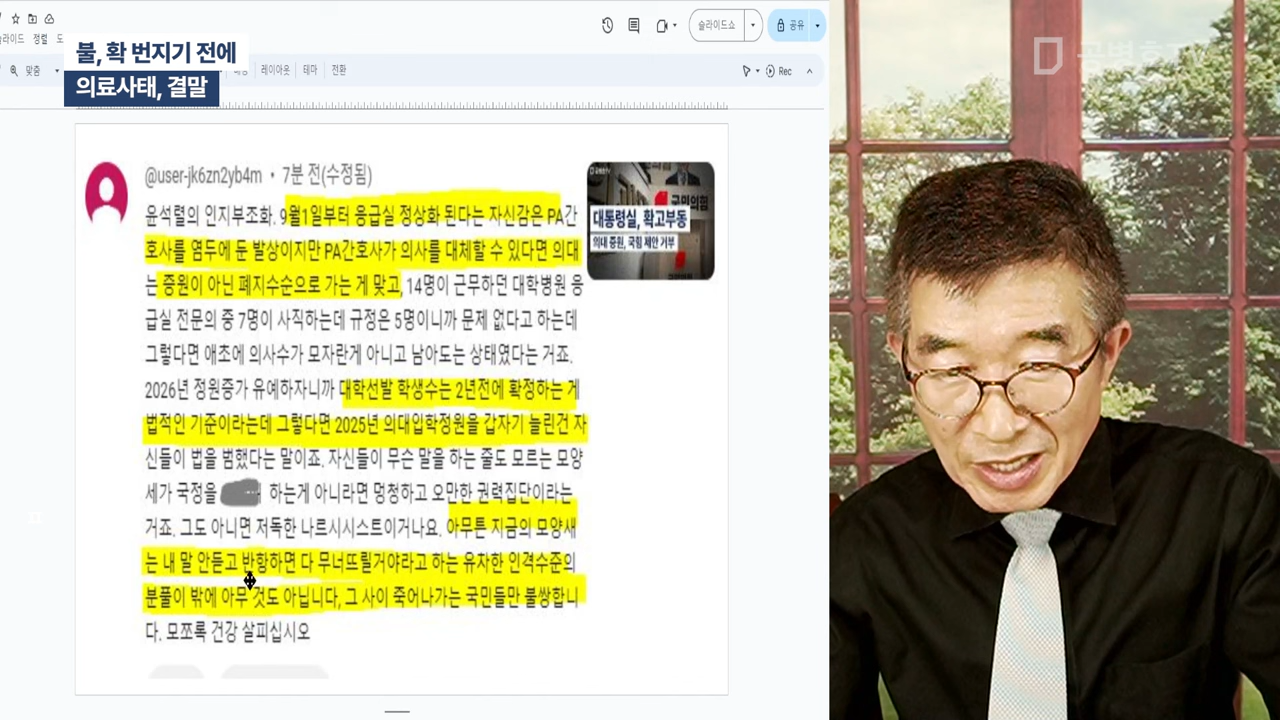 슬라이드쇼
공유
라이드 정렬 도
불, 확 번지기 전에
의료사태, 결말
맞춤
레이아웃
테마
전환
Rec
공병호TV
@user-jk6zn2yb4m • 7분 전(수정됨)
윤석렬의 인지부조화. 9월1일부터 응급실 정상화 된다는 자신감은 PA간
호사를 염두에 둔 발상이지만 PA간호사가 의사를 대체할 수 있다면 의대
는 증원이 아닌 폐지수순으로 가는 게 맞고, 14명이 근무하던 대학병원 응
급실 전문의 중 7명이 사직하는데 규정은 5명이니까 문제 없다고 하는데
그렇다면 애초에 의사수가 모자란게 아니고 남아도는 상태였다는 거죠.
2026년 정원증가 유예하자니까 대학선발 학생수는 2년전에 확정하는 게
법적인 기준이라는데 그렇다면 2025년 의대입학정원을 갑자기 늘린건 자
신들이 법을 범했다는 말이죠. 자신들이 무슨 말을 하는 줄도 모르는 모양
세가 국정을 하는게 아니라면 멍청하고 오만한 권력집단이라는
거죠. 그도 아니면 저독한 나르시시스트이거나요. 아무튼 지금의 모양새
는 내 말 안듣고 반항하면 다 무너뜨릴거야라고 하는 유차한 인격수준의
분풀이 밖에 아무 것도 아닙니다, 그 사이 죽어나가는 국민들만 불쌍합니
다. 모쪼록 건강 살피십시오
국민의힘
대통령실, 확고부동
의대 증원, 국힘 제안 거부